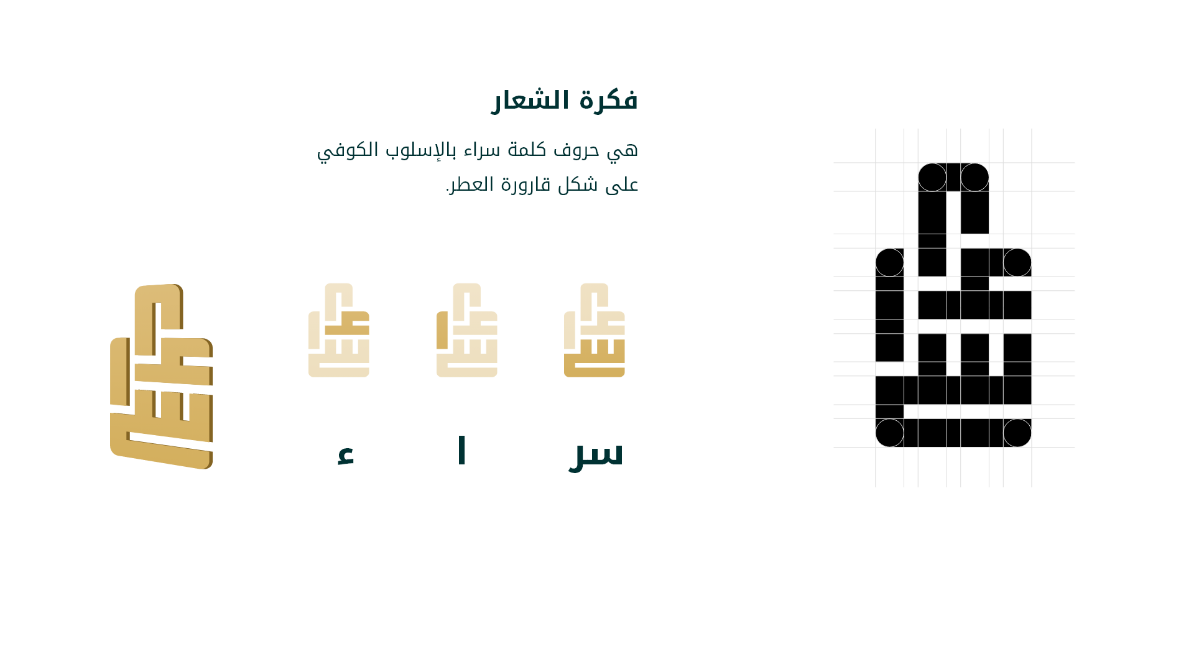 فكرة الشعار
هي حروف كلمة سراء بالإسلوب الكوفي
على شكل قارورة العطر.
سر
ا
ء